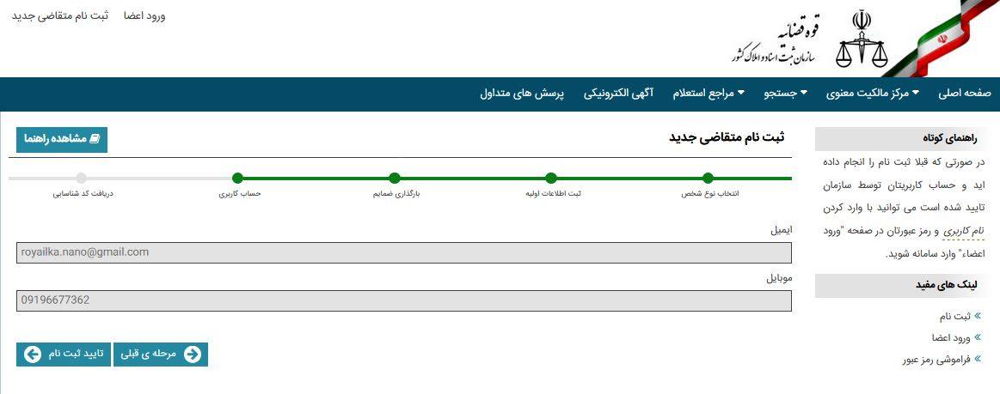 ورود اعضا
ثبت نام متقاضی جدید
قوه قضائیه
سازمان ثبت اسناد و املاک کشور
صفحه اصلی
مرکز مالکیت معنوی
جستجو
مراجع استعلام
آگهی الکترونیکی
پرسش های متداول
راهنمای کوتاه
در صورتی که قبلا ثبت نام را انجام داده
اید و حساب کاربریتان توسط سازمان
تایید شده است می توانید با وارد کردن
نام کاربری و رمز عبورتان در صفحه "ورود
اعضاء" وارد سامانه شوید.
لینک های مفید
ثبت نام
ورود اعضا
فراموشی رمز عبور
ثبت نام متقاضی جدید
مشاهده راهنما
انتخاب نوع شخص
ثبت اطلاعات اولیه
بارگذاری ضمایم
حساب کاربری
دریافت کد شناسایی
ایمیل
royailka.nano@gmail.com
موبایل
09196677362
مرحله ی قبلی
تایید ثبت نام